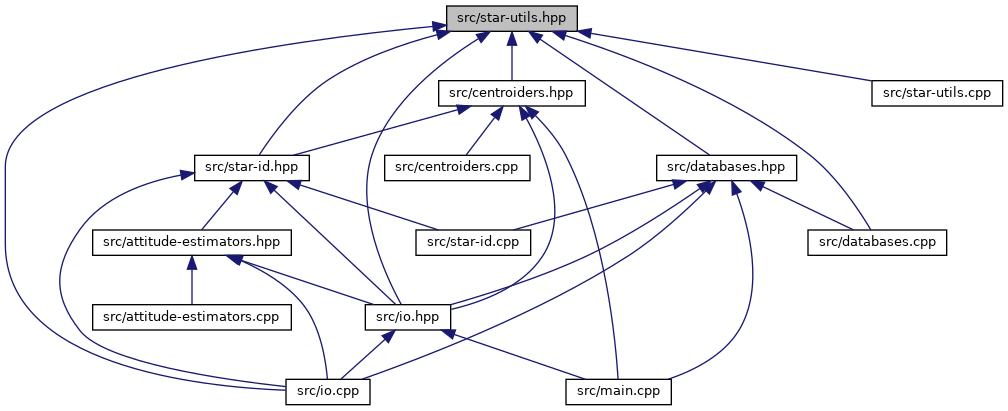 src/star-utils.hpp
src/centroiders.hpp
src/star-utils.cpp
src/star-id.hpp
src/centroiders.cpp
src/databases.hpp
src/attitude-estimators.hpp
src/star-id.cpp
src/databases.cpp
src/attitude-estimators.cpp
src/io.hpp
src/io.cpp
src/main.cpp